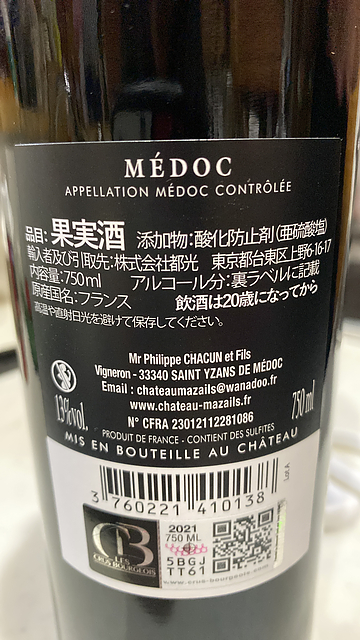 MÉDOC
APPELLATION MÉDOC CONTRÔLÉE
品目:果実酒 添加物:酸化防止剤(亜硫酸塩)
輸入者及び引取先:株式会社都光 東京都台東区上野6-16-17
内容量:750ml アルコール分:裏ラベルに記載
原産国名:フランス 飲酒は20歳になってから
高温や直射日光を避けて保存してください。
Mr Philippe CHACUN et Fils
Vigneron - 33340 SAINT YZANS DE MÉDOC
Email : chateaumazails@wanadoo.fr
www.chateau-mazails.fr
N° CFRA 23012112281086
13%vol.
750 ml
PRODUIT DE FRANCE - CONTIENT DES SULFITES
MIS EN BOUTEILLE AU CHÂTEAU
Lot A
3 760221 410138
CB
LES
CRUS BOURGEOIS
2021
750 ML
5BGJ
TT61
www.crus-bourgeois.com